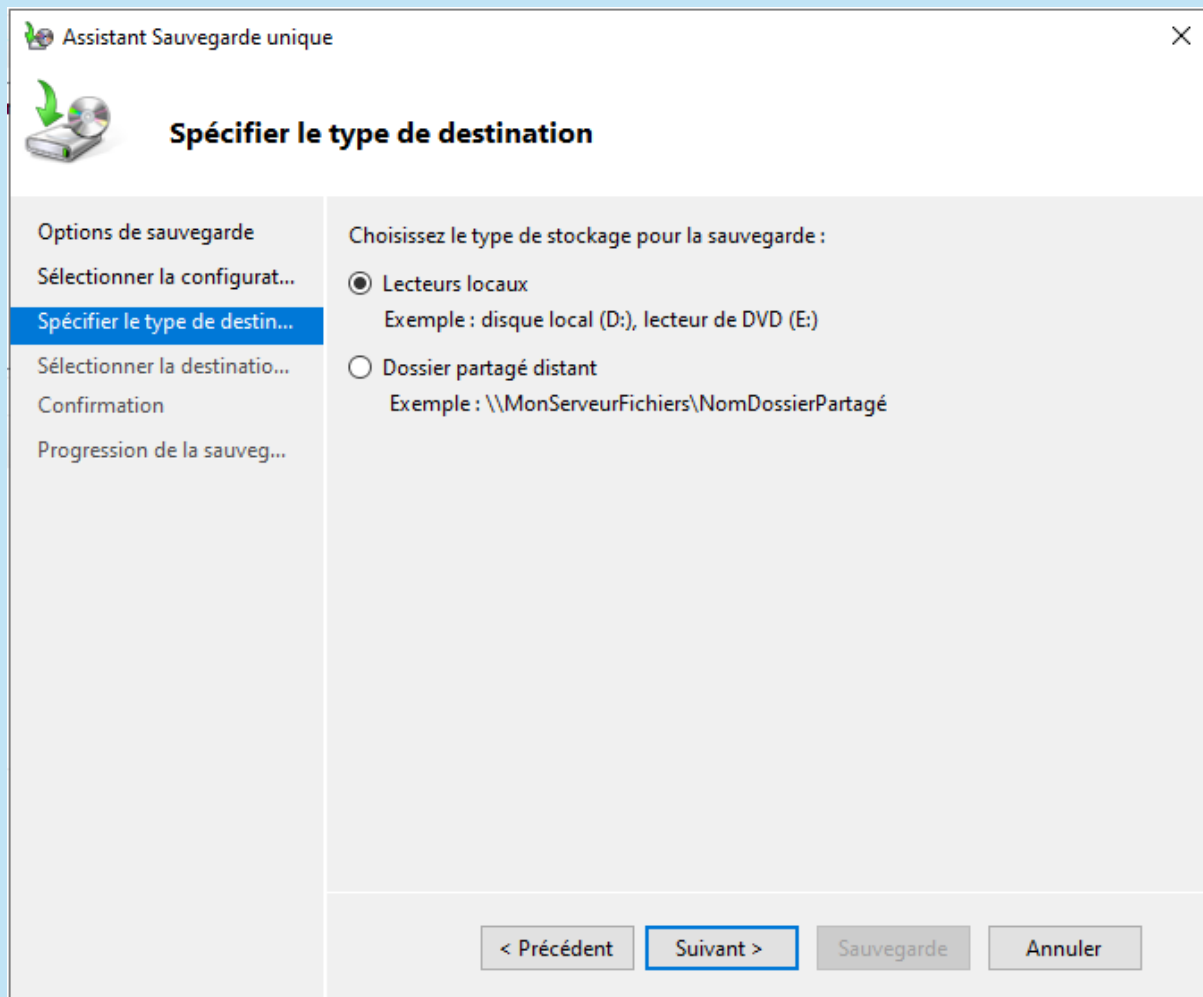 Assistant Sauvegarde unique
Spécifier le type de destination
Options de sauvegarde
Sélectionner la configurat...
Spécifier le type de destin...
Sélectionner la destinatio...
Confirmation
Progression de la sauveg...
Choisissez le type de stockage pour la sauvegarde :
Lecteurs locaux
Exemple : disque local (D:), lecteur de DVD (E:)
Dossier partagé distant
Exemple : \\MonServeurFichiers\NomDossierPartagé
< Précédent
Suivant >
Sauvegarde
Annuler